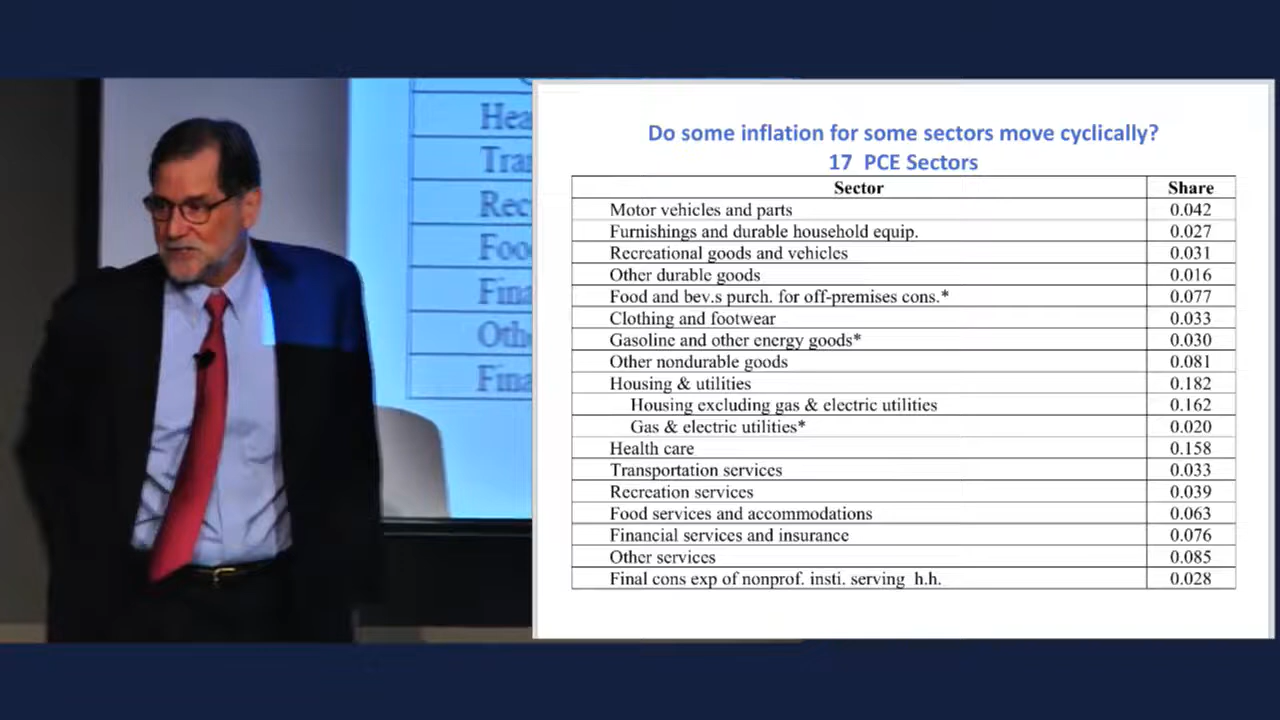 Hea
Tra
Rec
Foo
Fina
Oth
Fina
Do some inflation for some sectors move cyclically?
17 PCE Sectors
Sector Share
Motor vehicles and parts 0.042
Furnishings and durable household equip. 0.027
Recreational goods and vehicles 0.031
Other durable goods 0.016
Food and bev.s purch. for off-premises cons.* 0.077
Clothing and footwear 0.033
Gasoline and other energy goods* 0.030
Other nondurable goods 0.081
Housing & utilities 0.182
Housing excluding gas & electric utilities 0.162
Gas & electric utilities* 0.020
Health care 0.158
Transportation services 0.033
Recreation services 0.039
Food services and accommodations 0.063
Financial services and insurance 0.076
Other services 0.085
Final cons exp of nonprof. insti. serving h.h. 0.028